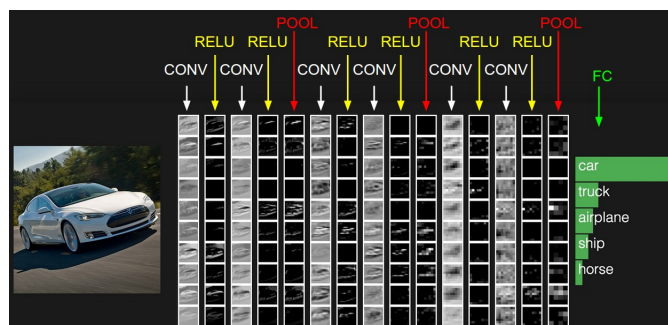 POOL POOL POOL
RELU RELU RELU RELU RELU RELU
CONV CONV CONV CONV CONV CONV
FC
car
truck
airplane
ship
horse